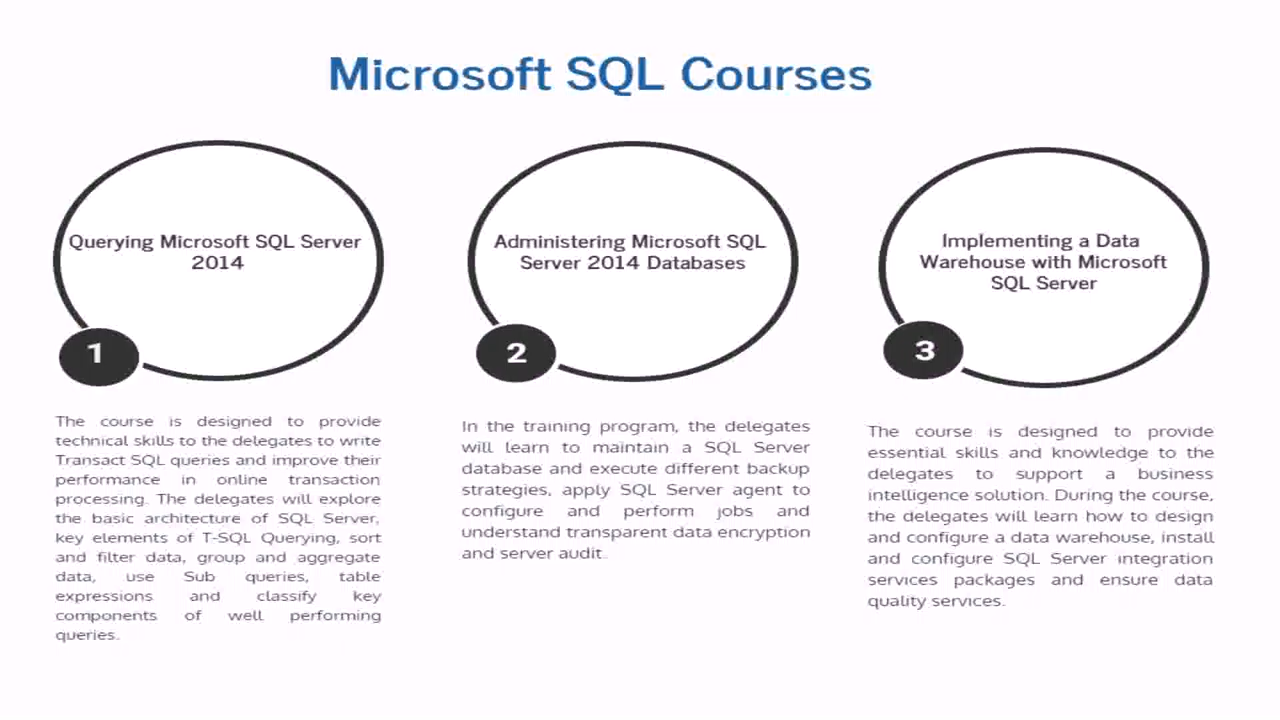 Microsoft SQL Courses
Querying Microsoft SQL Server
2014
1
The course is designed to provide
technical skills to the delegates to write
Transact SQL queries and improve their
performance in online transaction
processing. The delegates will explore
the basic architecture of SQL Server,
key elements of T-SQL Querying, sort
and filter data, group and aggregate
data, use Sub queries, table
expressions and classify key
components of well performing
queries.
Administering Microsoft SQL
Server 2014 Databases
2
In the training program, the delegates
will learn to maintain a SQL Server
database and execute different backup
strategies, apply SQL Server agent to
configure and perform jobs and
understand transparent data encryption
and server audit.
Implementing a Data
Warehouse with Microsoft
SQL Server
3
The course is designed to provide
essential skills and knowledge to the
delegates to support a business
intelligence solution. During the course,
the delegates will learn how to design
and configure a data warehouse, install
and configure SQL Server integration
services packages and ensure data
quality services.